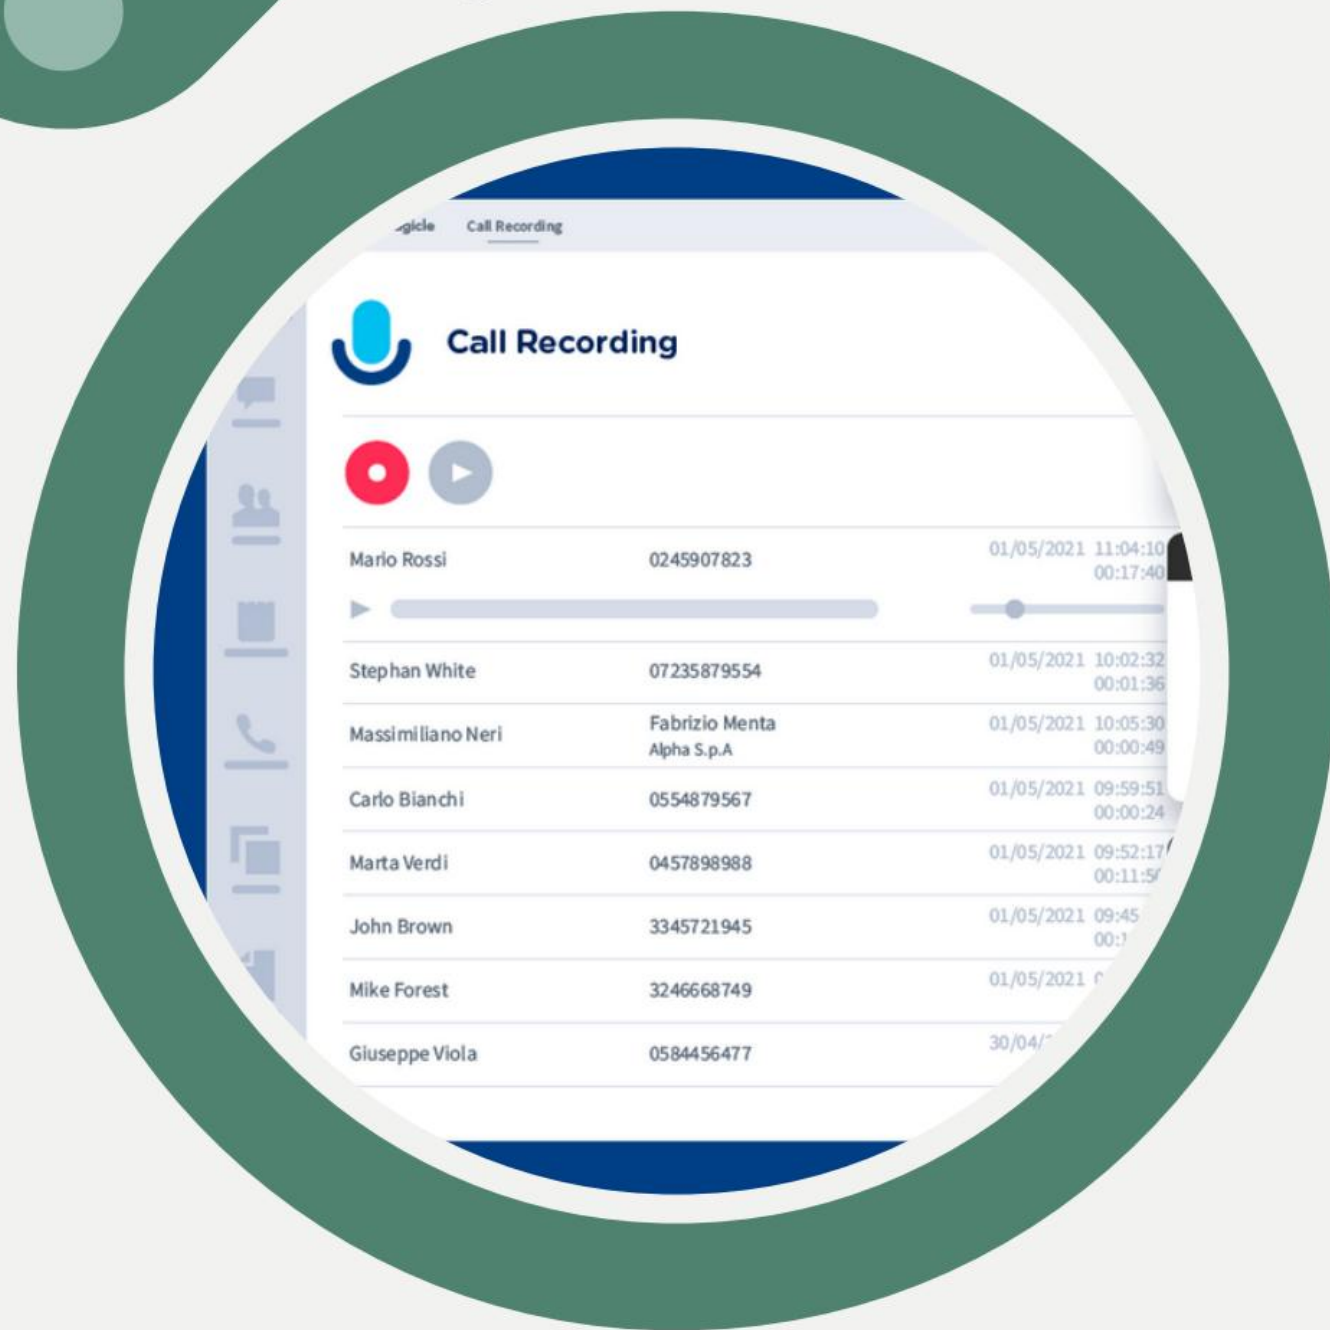 Call Recording
Call Recording
Mario Rossi 0245907823 01/05/2021 11:04:10
00:17:40
Stephan White 07235879554 01/05/2021 10:02:32
00:01:36
Massimiliano Neri Fabrizio Menta 01/05/2021 10:05:30
Alpha S.p.A 00:00:49
Carlo Bianchi 0554879567 01/05/2021 09:59:51
00:00:24
Marta Verdi 0457898988 01/05/2021 09:52:17
John Brown 3345721945 01/05/2021 09:45
Mike Forest 3246668749 01/05/2021
Giuseppe Viola 0584456477 30/04/